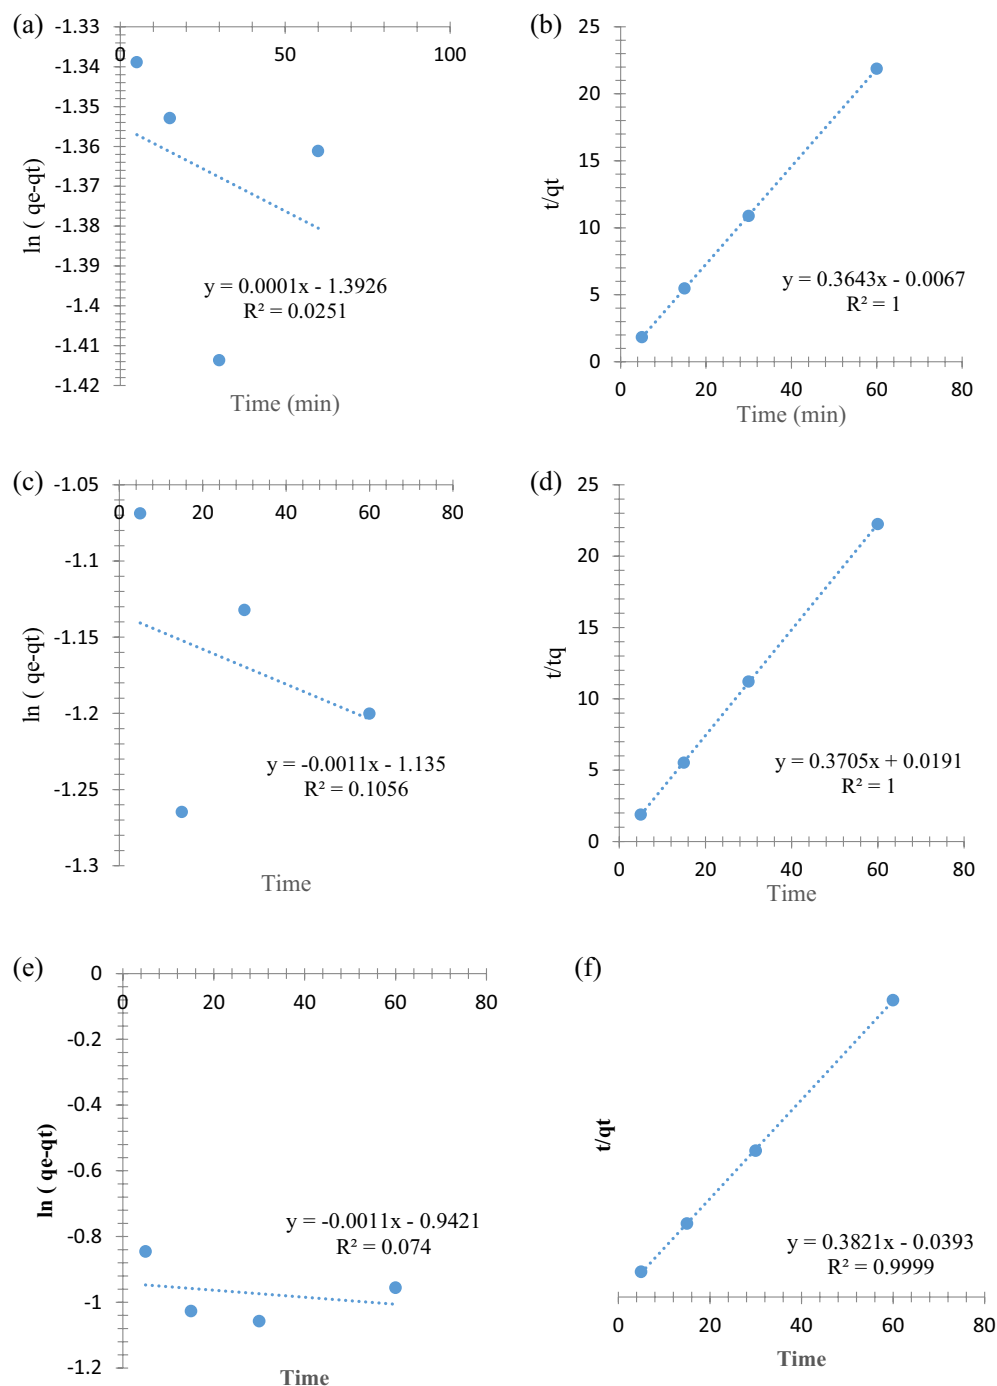 (a)
-1.33
-1.34
-1.35
-1.36
-1.37
-1.38
-1.39
-1.4
-1.41
-1.42
0
50
100
ln ( qe-qt)
y = 0.0001x - 1.3926
R² = 0.0251
Time (min)
(b)
25
20
15
10
5
0
t/qt
y = 0.3643x - 0.0067
R² = 1
0
20
40
60
80
Time (min)
(c)
-1.05
-1.1
-1.15
-1.2
-1.25
-1.3
0
20
40
60
80
ln ( qe-qt)
y = -0.0011x - 1.135
R² = 0.1056
Time
(d)
25
20
15
10
5
0
t/tq
y = 0.3705x + 0.0191
R² = 1
0
20
40
60
80
Time
(e)
0
-0.2
-0.4
-0.6
-0.8
-1
-1.2
0
20
40
60
80
ln ( qe-qt)
y = -0.0011x - 0.9421
R² = 0.074
Time
(f)
t/qt
y = 0.3821x - 0.0393
R² = 0.9999
0
20
40
60
80
Time